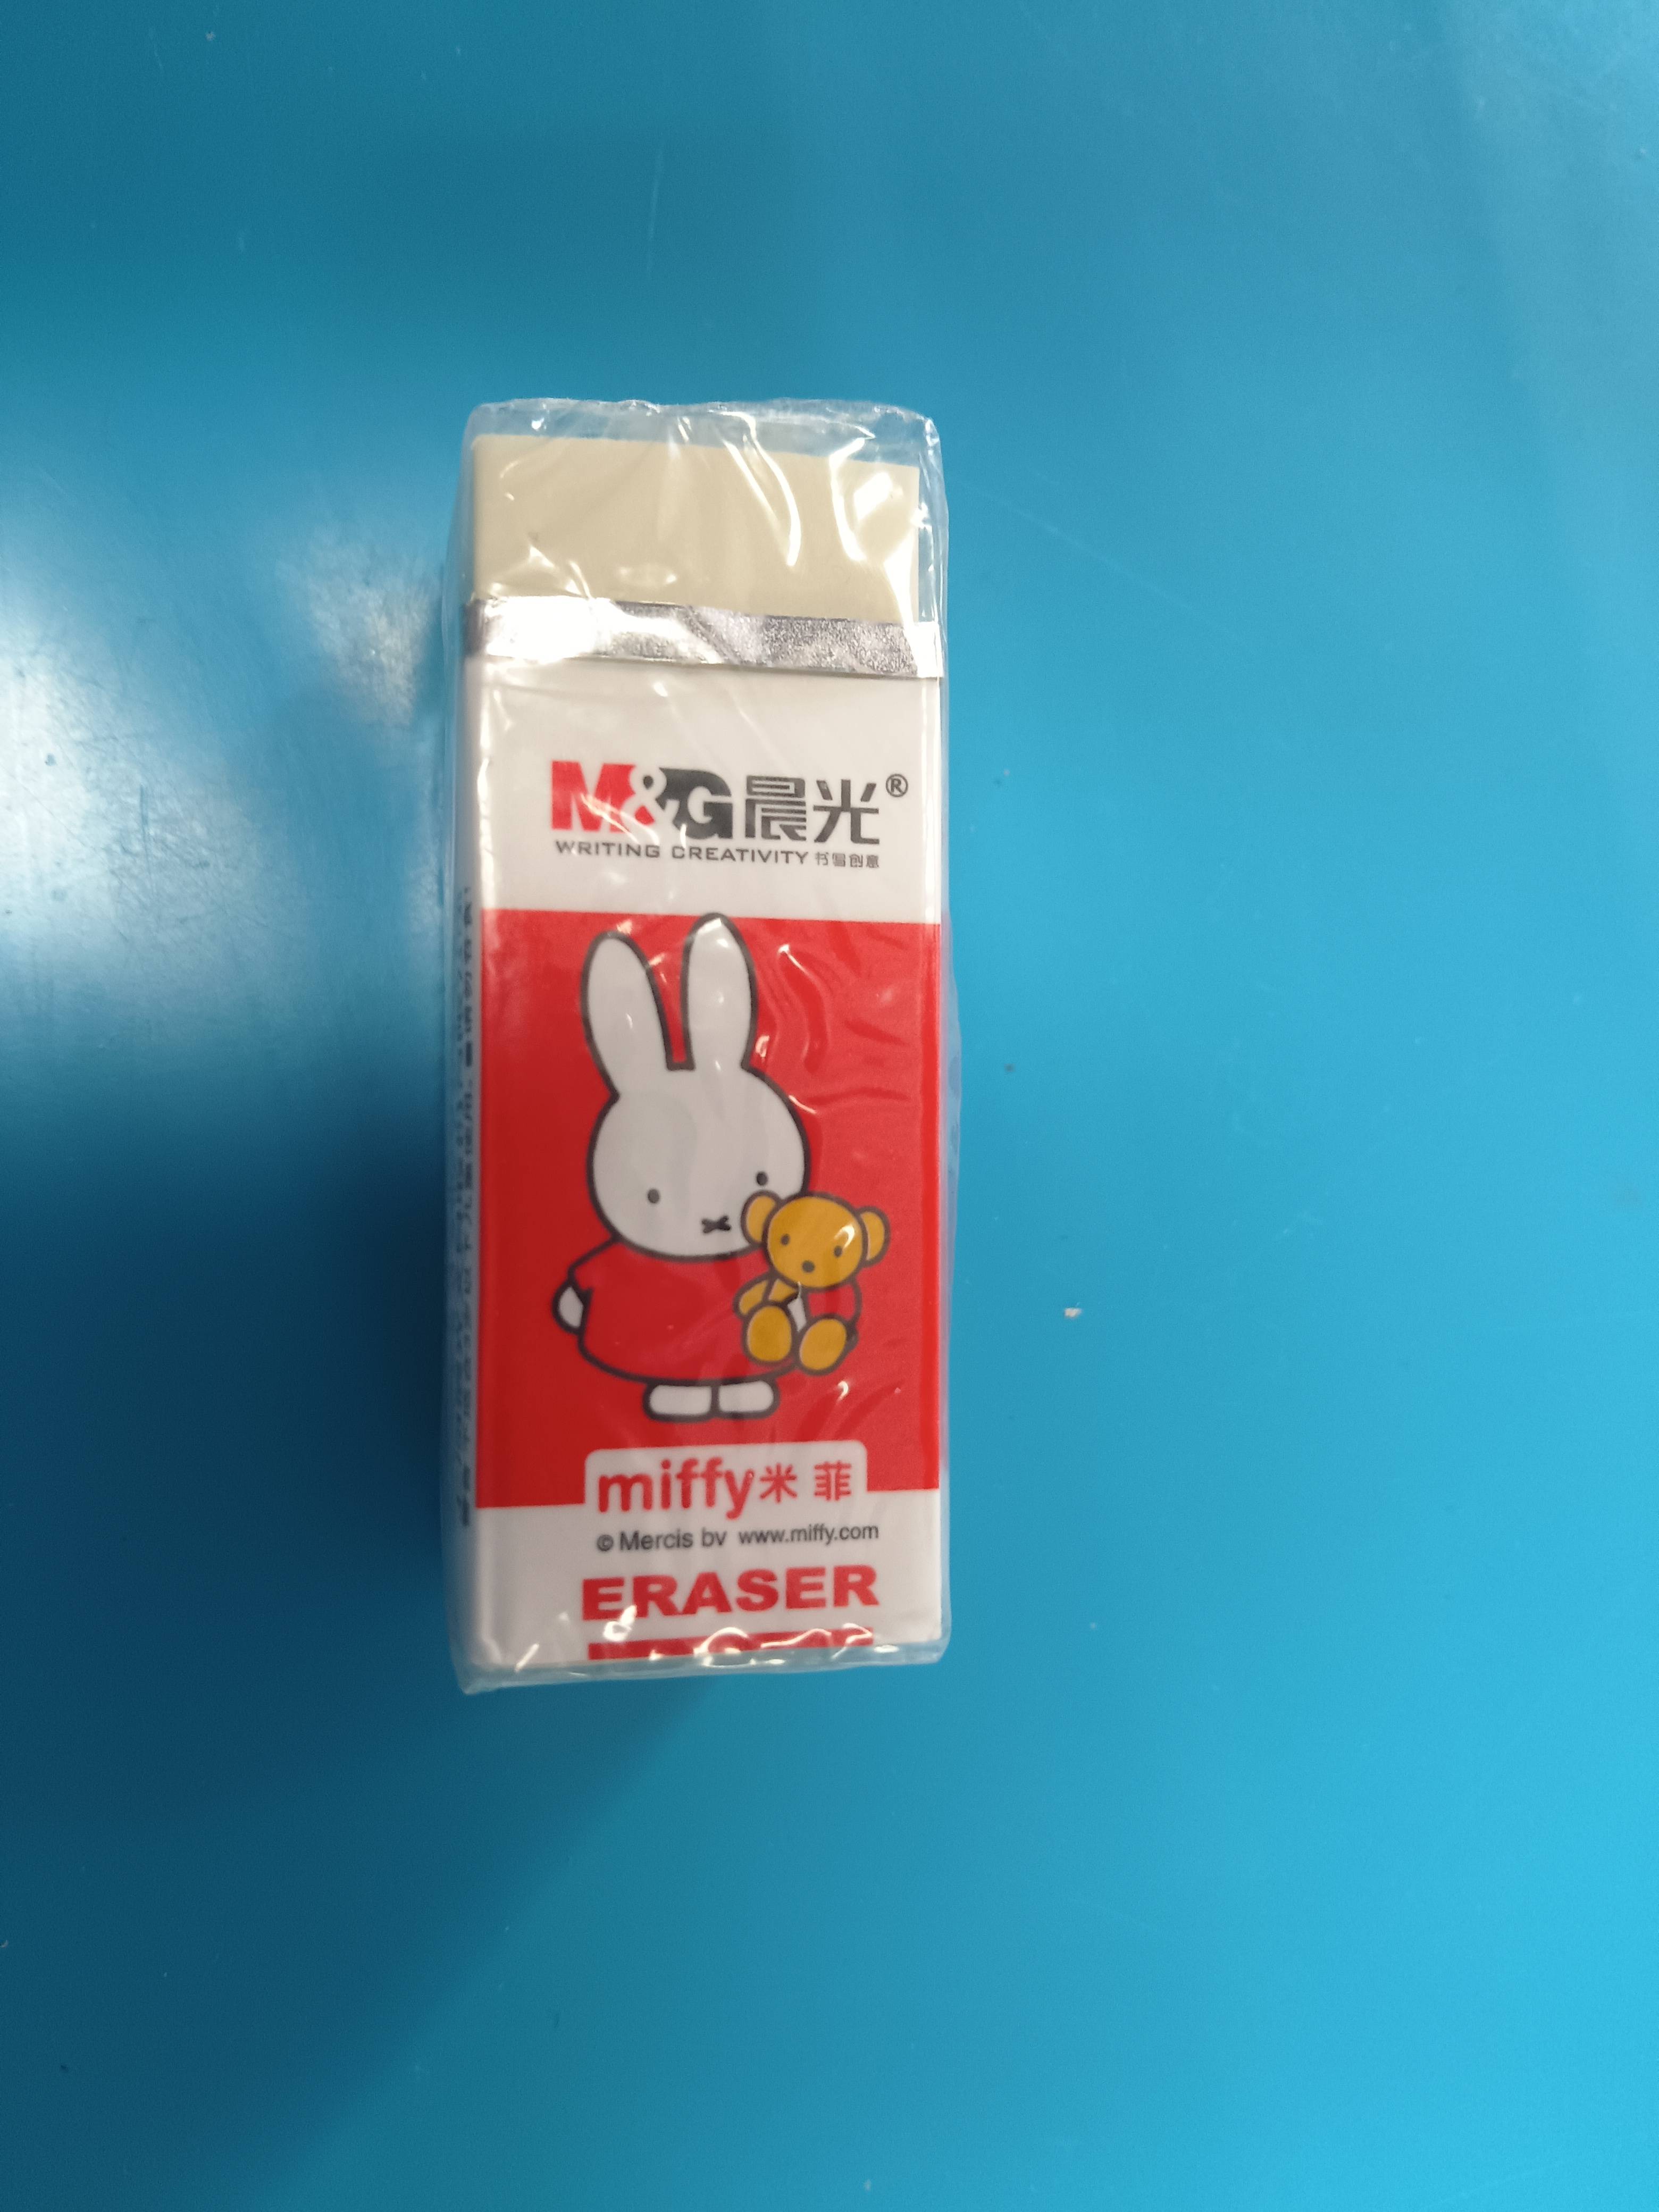 M&G晨光®
WRITING CREATIVITY 书写创意
miffy米菲
© Mercis bv www.miffy.com
ERASER